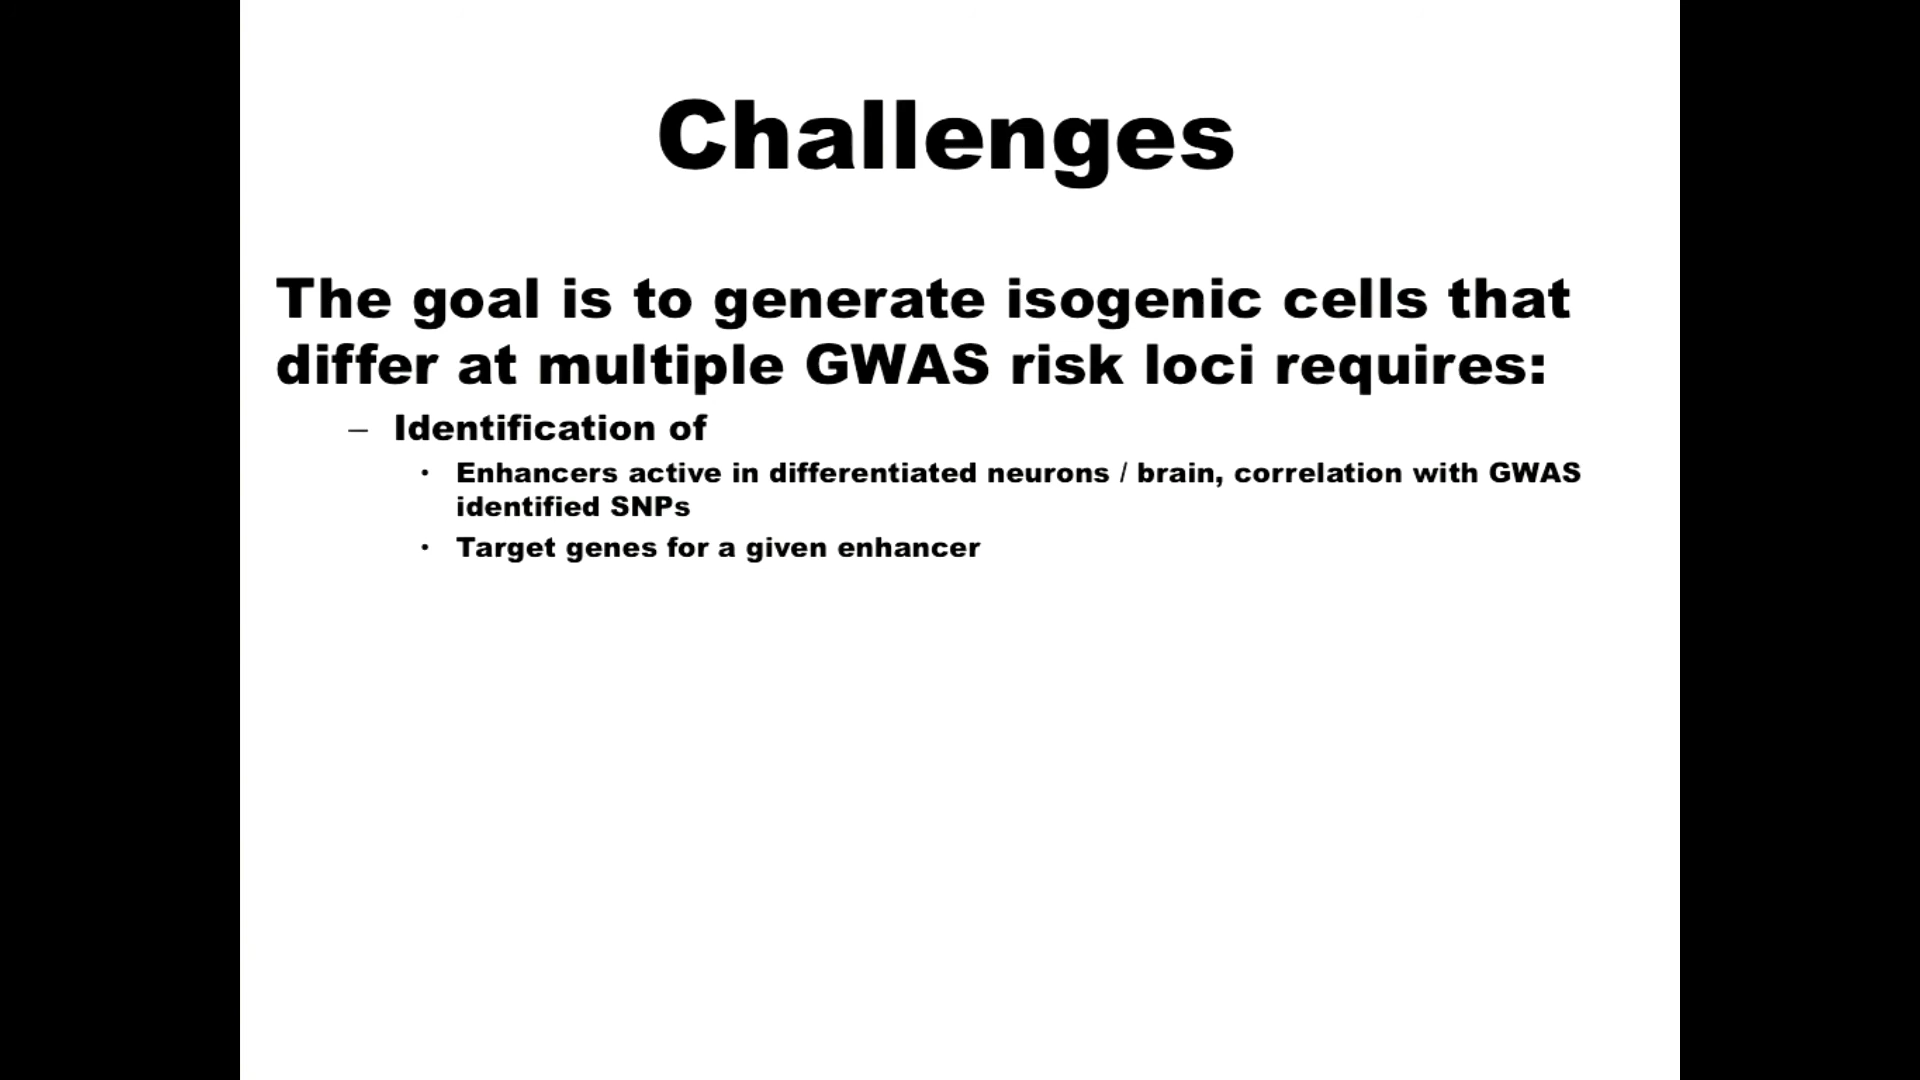 Challenges
The goal is to generate isogenic cells that
differ at multiple GWAS risk loci requires:
– Identification of
• Enhancers active in differentiated neurons / brain, correlation with GWAS
identified SNPs
• Target genes for a given enhancer